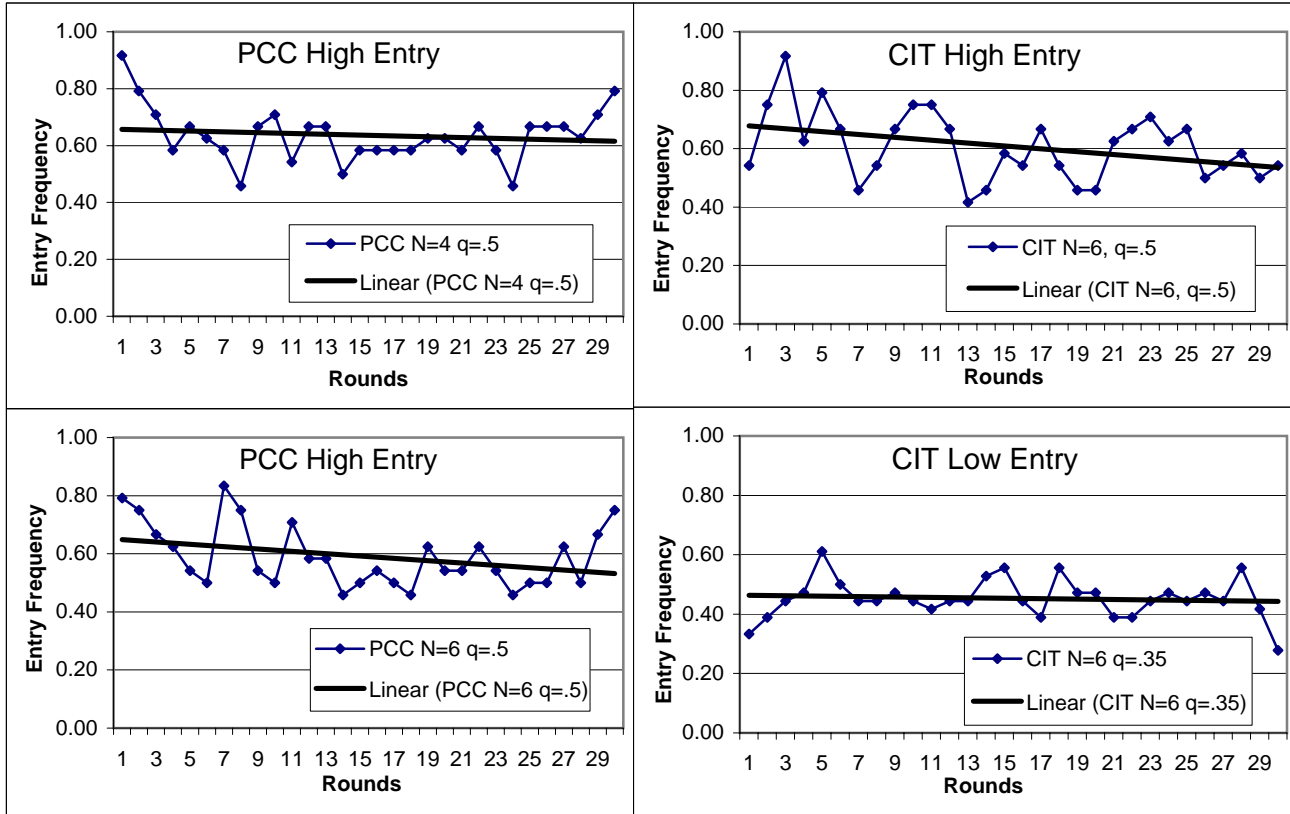 PCC High Entry
1.00
0.80
0.60
0.40
0.20
0.00
Entry Frequency
PCC N=4 q=.5
Linear (PCC N=4 q=.5)
1 3 5 7 9 11 13 15 17 19 21 23 25 27 29
Rounds
CIT High Entry
1.00
0.80
0.60
0.40
0.20
0.00
Entry Frequency
CIT N=6, q=.5
Linear (CIT N=6, q=.5)
1 3 5 7 9 11 13 15 17 19 21 23 25 27 29
Rounds
PCC High Entry
1.00
0.80
0.60
0.40
0.20
0.00
Entry Frequency
PCC N=6 q=.5
Linear (PCC N=6 q=.5)
1 3 5 7 9 11 13 15 17 19 21 23 25 27 29
Rounds
CIT Low Entry
1.00
0.80
0.60
0.40
0.20
0.00
Entry Frequency
CIT N=6 q=.35
Linear (CIT N=6 q=.35)
1 3 5 7 9 11 13 15 17 19 21 23 25 27 29
Rounds